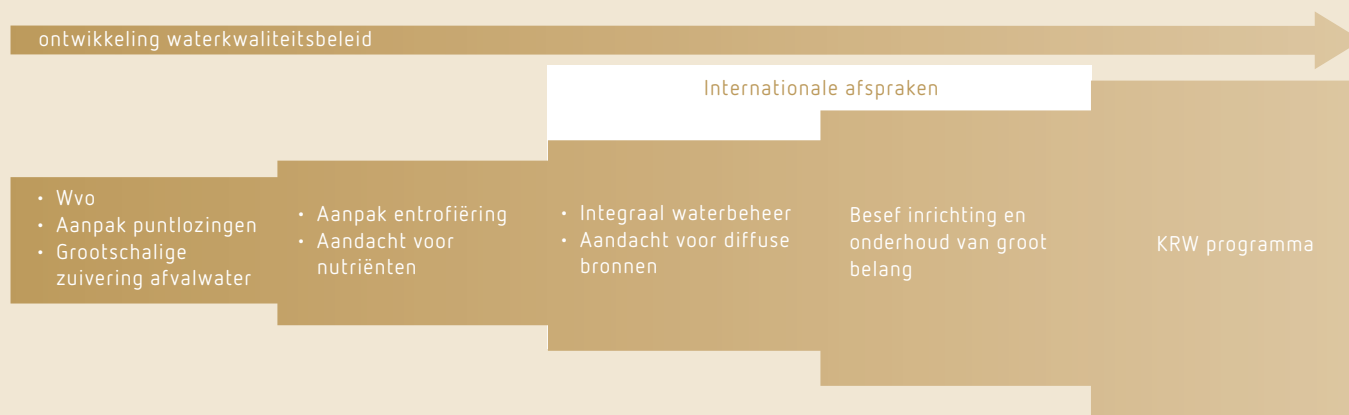 ontwikkeling waterkwaliteitsbeleid
Internationale afspraken
• Wvo
• Aanpak puntlozingen
• Grootschalige
zuivering afvalwater
• Aanpak entrofiëring
• Aandacht voor
nutriënten
• Integraal waterbeheer
• Aandacht voor diffuse
bronnen
Besef inrichting en
onderhoud van groot
belang
KRW programma